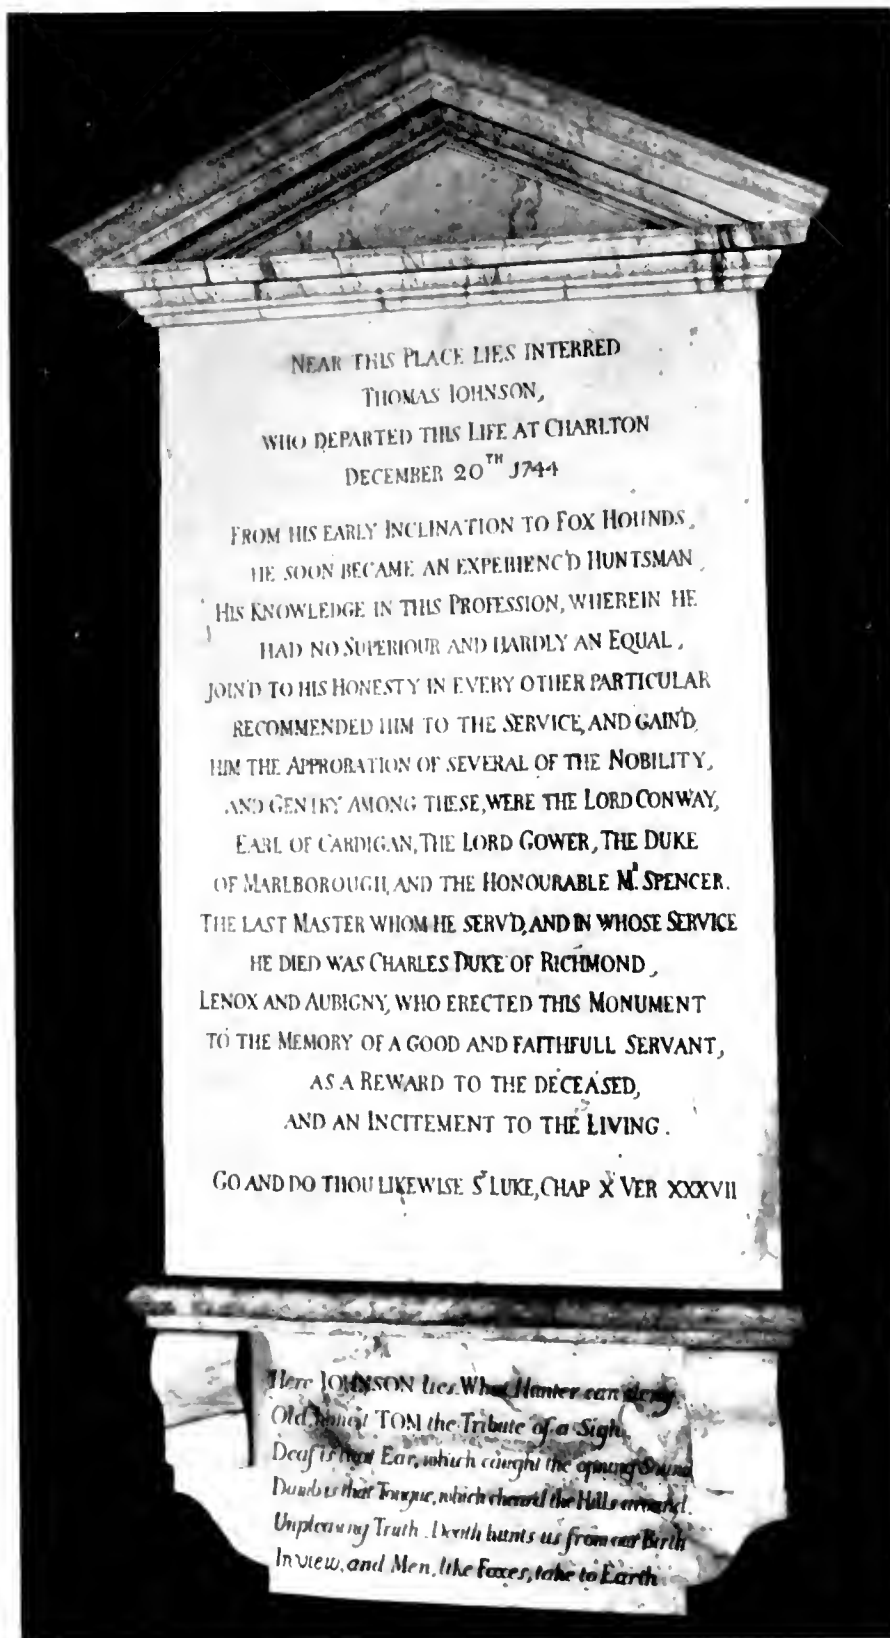 NEAR THIS PLACE LIES INTERRED
THOMAS IOHNSON,
WHO DEPARTED THIS LIFE AT CHARLTON
DECEMBER 20TH 1744
FROM HIS EARLY INCLINATION TO FOX HOUNDS,
HE SOON BECAME AN EXPERIENC'D HUNTSMAN,
HIS KNOWLEDGE IN THIS PROFESSION, WHEREIN HE
HAD NO SUPERIOUR AND HARDLY AN EQUAL,
JOIN'D TO HIS HONESTY IN EVERY OTHER PARTICULAR
RECOMMENDED HIM TO THE SERVICE, AND GAIN'D
HIM THE APPROBATION OF SEVERAL OF THE NOBILITY,
AND GENTRY AMONG THESE, WERE THE LORD CONWAY,
EARL OF CARDIGAN, THE LORD GOWER, THE DUKE
OF MARLBOROUGH, AND THE HONOURABLE MR. SPENCER.
THE LAST MASTER WHOM HE SERV'D, AND IN WHOSE SERVICE
HE DIED WAS CHARLES DUKE OF RICHMOND,
LENOX AND AUBIGNY, WHO ERECTED THIS MONUMENT
TO THE MEMORY OF A GOOD AND FAITHFULL SERVANT,
AS A REWARD TO THE DECEASED,
AND AN INCITEMENT TO THE LIVING.
GO AND DO THOU LIKEWISE ST LUKE, CHAP X VER XXXVII
Here JOHNSON lies. What Hunter can deny
Old, honest TOM the Tribute of a Sigh.
Deaf is that Ear, which caught the opning Sound,
Dumb is that Tongue, which cheard the Hills around.
Unpleasing Truth. Death hunts us from our Birth
In view, and Men, like Foxes, take to Earth